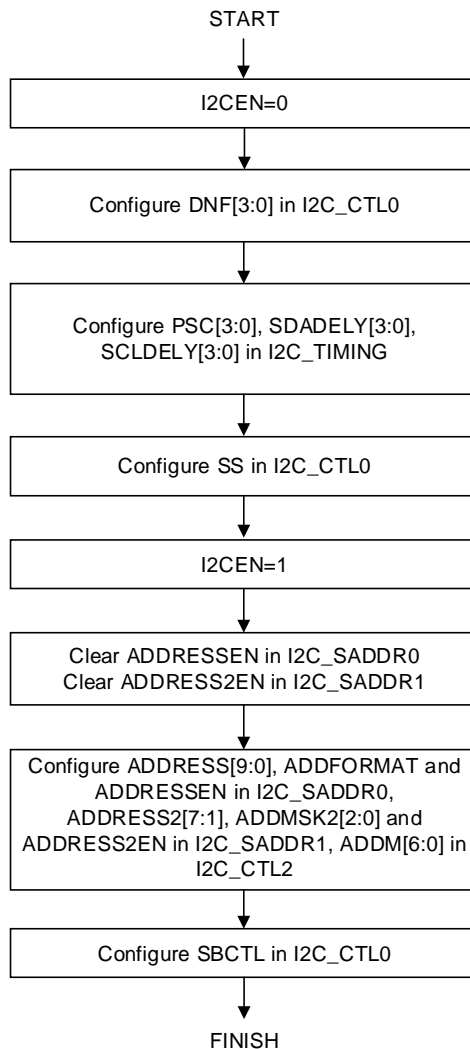 START
I2CEN=0
Configure DNF[3:0] in I2C_CTL0
Configure PSC[3:0], SDADELY[3:0],
SCLDELY[3:0] in I2C_TIMING
Configure SS in I2C_CTL0
I2CEN=1
Clear ADDRESSEN in I2C_SADDR0
Clear ADDRESS2EN in I2C_SADDR1
Configure ADDRESS[9:0], ADDFORMAT and
ADDRESSEN in I2C_SADDR0,
ADDRESS2[7:1], ADDMSK2[2:0] and
ADDRESS2EN in I2C_SADDR1, ADDM[6:0] in
I2C_CTL2
Configure SBCTL in I2C_CTL0
FINISH